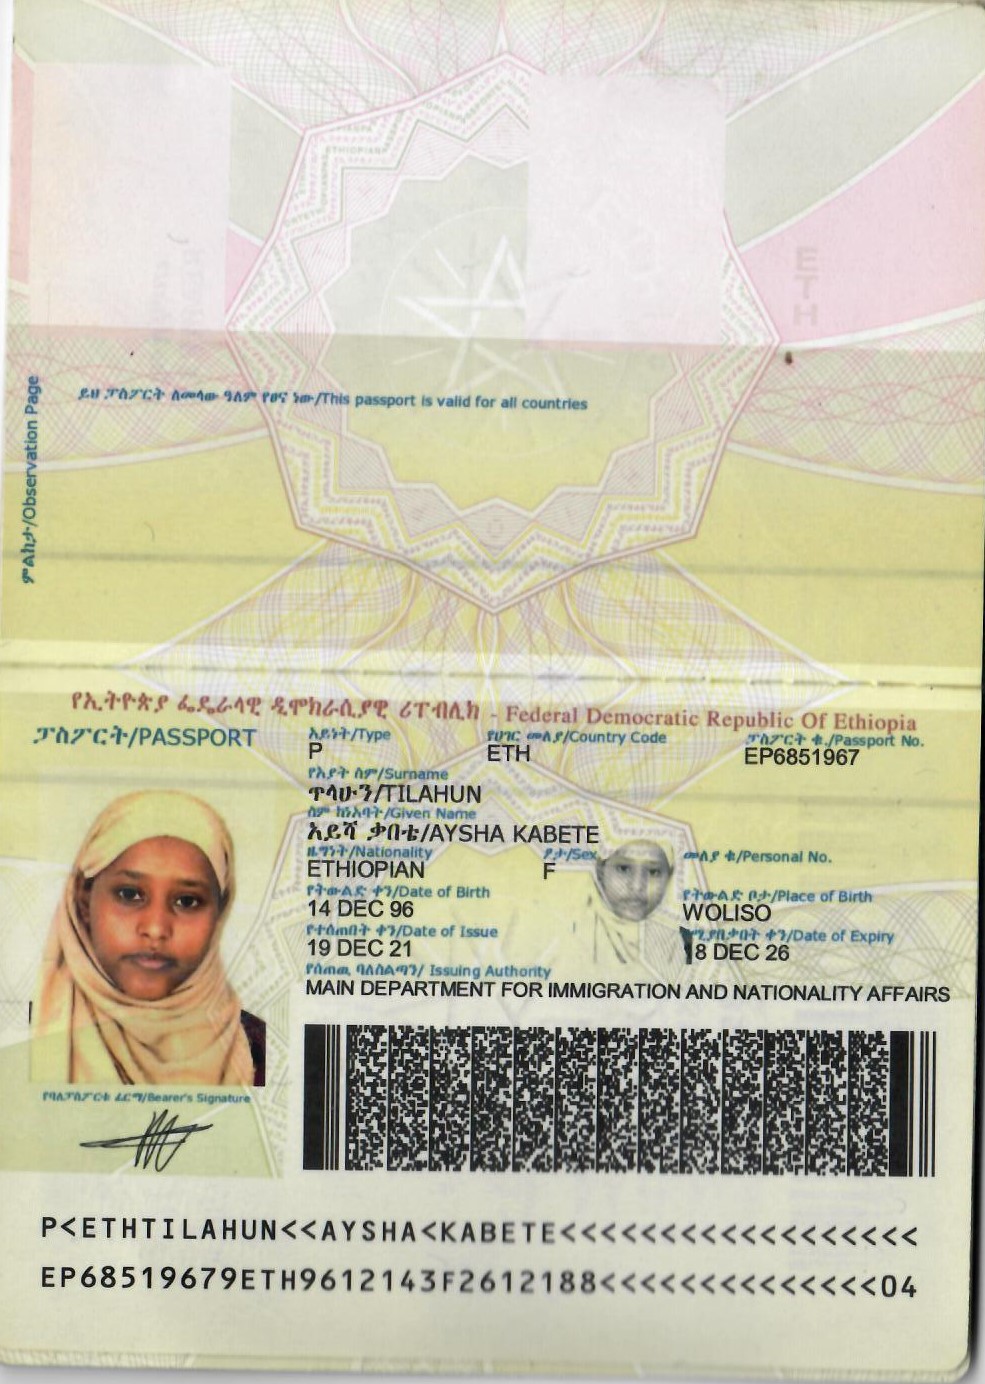 ይህ ፓስፖርት ለመላው ዓለም የፀና ነው/This passport is valid for all countries
ምልከታ/Observation Page
የኢትዮጵያ ፌዴራላዊ ዲሞክራሲያዊ ሪፐብሊክ - Federal Democratic Republic Of Ethiopia
ፓስፖርት/PASSPORT
አይነት/Type
P
የሀገር መለያ/Country Code
ETH
ፓስፖርት ቁ./Passport No.
EP6851967
የአያት ስም/Surname
ጥላሁን/TILAHUN
ስም ከነአባት/Given Name
አይሻ ቃበቴ/AYSHA KABETE
ዜግነት/Nationality
ETHIOPIAN
ፆታ/Sex
F
መለያ ቁ/Personal No.
የትውልድ ቀን/Date of Birth
14 DEC 96
የትውልድ ቦታ/Place of Birth
WOLISO
የተሰጠበት ቀን/Date of Issue
19 DEC 21
የሚያበቃበት ቀን/Date of Expiry
18 DEC 26
የሰጠዉ ባለስልጣን/ Issuing Authority
MAIN DEPARTMENT FOR IMMIGRATION AND NATIONALITY AFFAIRS
የባለፓስፖርቱ ፊርማ/Bearer's Signature
P<ETHTILAHUN<<AYSHA<KABETE<<<<<<<<<<<<<<<<<<
EP68519679ETH9612143F2612188<<<<<<<<<<<<<<04
ETH